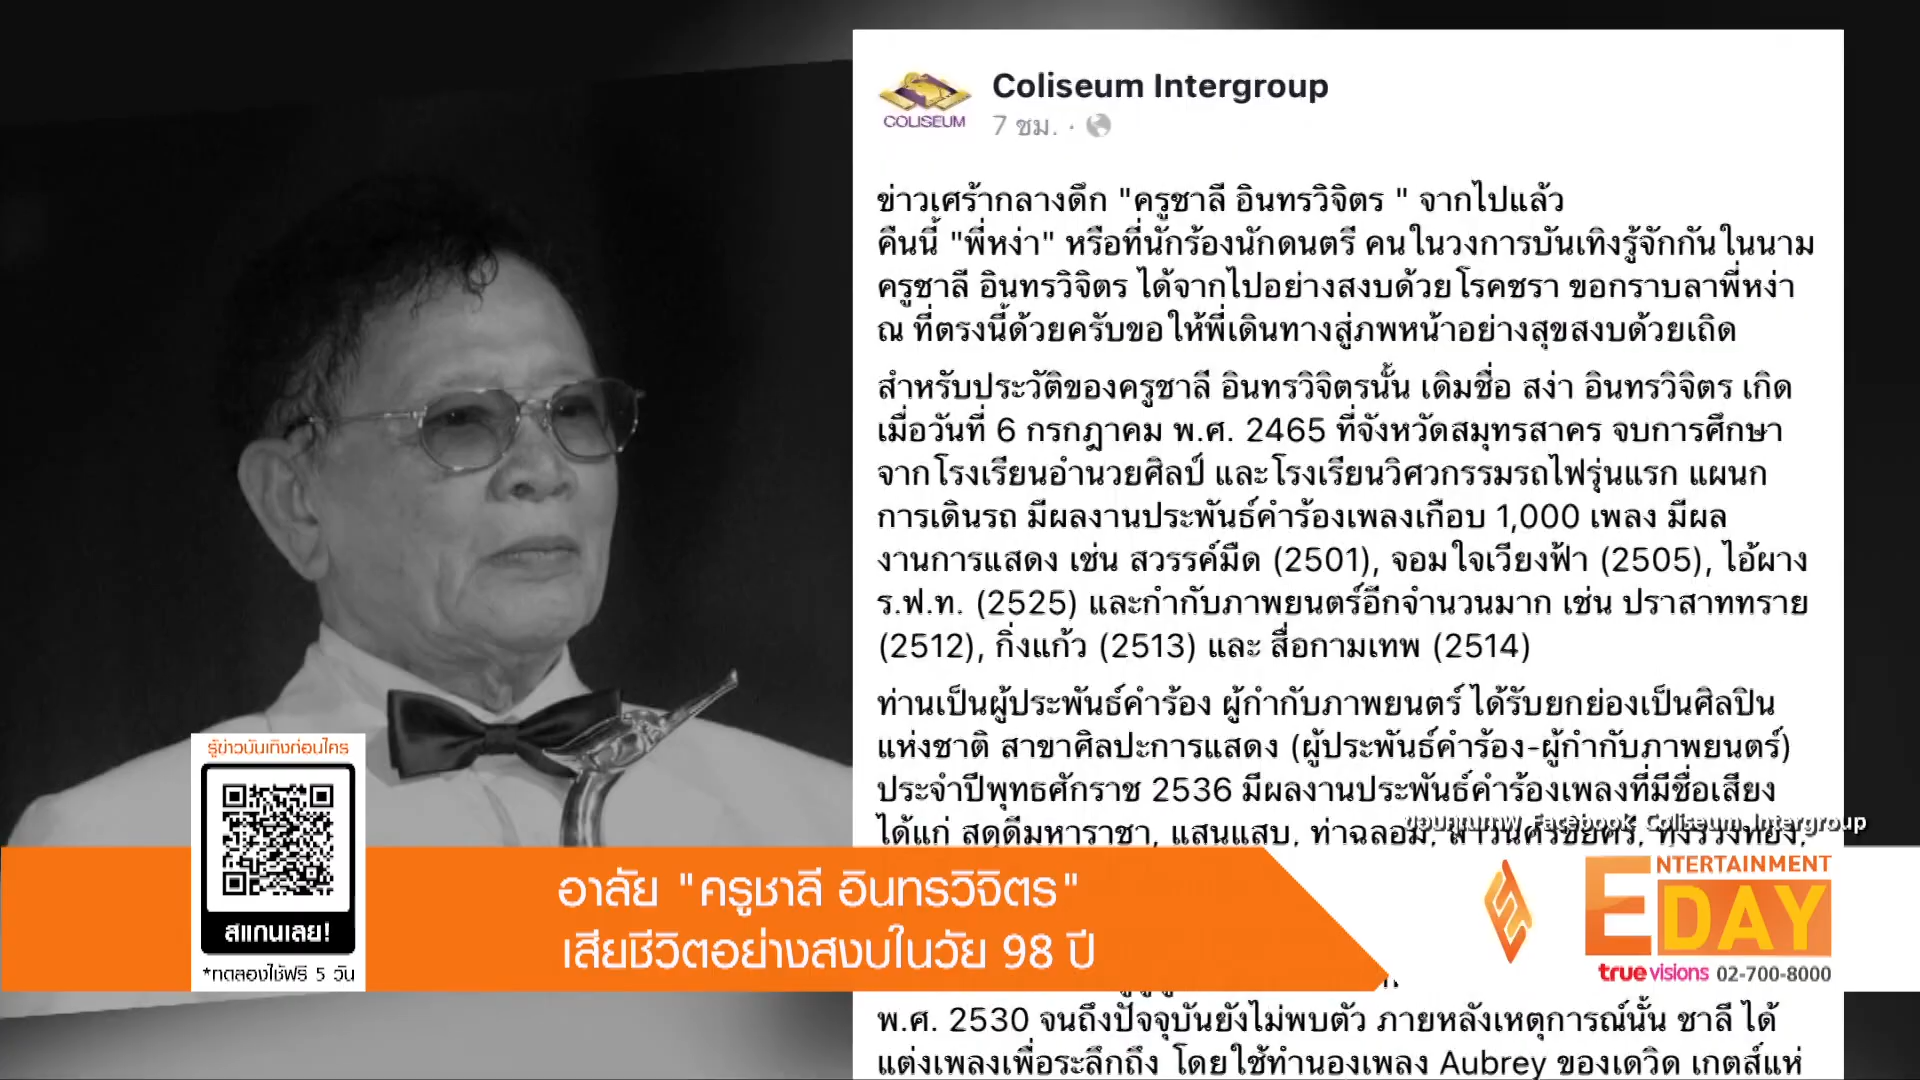 Coliseum Intergroup
COLISEUM
7 ชม. ·
ข่าวเศร้ากลางดึก "ครูชาลี อินทรวิจิตร " จากไปแล้ว
คืนนี้ "พี่หง่า" หรือที่นักร้องนักดนตรี คนในวงการบันเทิงรู้จักกันในนาม
ครูชาลี อินทรวิจิตร ได้จากไปอย่างสงบด้วยโรคชรา ขอกราบลาพี่หง่า
ณ ที่ตรงนี้ด้วยครับขอให้พี่เดินทางสู่ภพหน้าอย่างสุขสงบด้วยเถิด
สำหรับประวัติของครูชาลี อินทรวิจิตรนั้น เดิมชื่อ สง่า อินทรวิจิตร เกิด
เมื่อวันที่ 6 กรกฎาคม พ.ศ. 2465 ที่จังหวัดสมุทรสาคร จบการศึกษา
จากโรงเรียนอำนวยศิลป์ และโรงเรียนวิศวกรรมรถไฟรุ่นแรก แผนก
การเดินรถ มีผลงานประพันธ์คำร้องเพลงเกือบ 1,000 เพลง มีผล
งานการแสดง เช่น สวรรค์มืด (2501), จอมใจเวียงฟ้า (2505), ไอ้ผาง
ร.ฟ.ท. (2525) และกำกับภาพยนตร์อีกจำนวนมาก เช่น ปราสาททราย
(2512), กิ่งแก้ว (2513) และ สื่อกามเทพ (2514)
ท่านเป็นผู้ประพันธ์คำร้อง ผู้กำกับภาพยนตร์ ได้รับยกย่องเป็นศิลปิน
แห่งชาติ สาขาศิลปะการแสดง (ผู้ประพันธ์คำร้อง-ผู้กำกับภาพยนตร์)
ประจำปีพุทธศักราช 2536 มีผลงานประพันธ์คำร้องเพลงที่มีชื่อเสียง
ได้แก่ สดุดีมหาราชา, แสนแสบ, ท่าฉลอม,
ขอบคุณภาพ Facebook Coliseum Intergroup
พ.ศ. 2530 จนถึงปัจจุบันยังไม่พบตัว ภายหลังเหตุการณ์นั้น ชาลี ได้
แต่งเพลงเพื่อระลึกถึง โดยใช้ทำนองเพลง Aubrey ของเดวิด เกตส์แห่
รู้ข่าวบันเทิงก่อนใคร
สแกนเลย!
*ทดลองใช้ฟรี 5 วัน
อาลัย "ครูชาลี อินทรวิจิตร"
เสียชีวิตอย่างสงบในวัย 98 ปี
ENTERTAINMENT
DAY
truevisions 02-700-8000